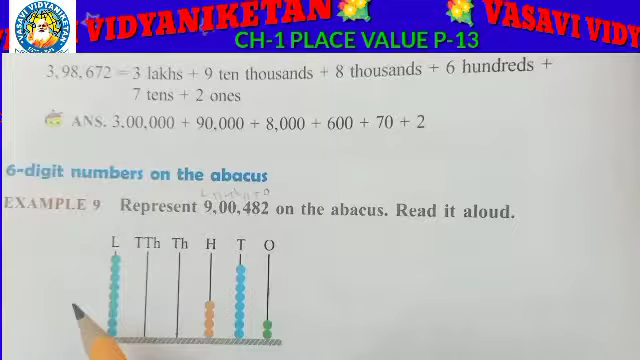 VASAVI VIDYANIKETAN
VASAVI VIDY
CH-1 PLACE VALUE P-13
3,98,672 = 3 lakhs + 9 ten thousands + 8 thousands + 6 hundreds +
7 tens + 2 ones
ANS. 3,00,000 + 90,000 + 8,000 + 600 + 70 + 2
6-digit numbers on the abacus
EXAMPLE 9 Represent 9,00,482 on the abacus. Read it aloud.
L TTh Th H T O